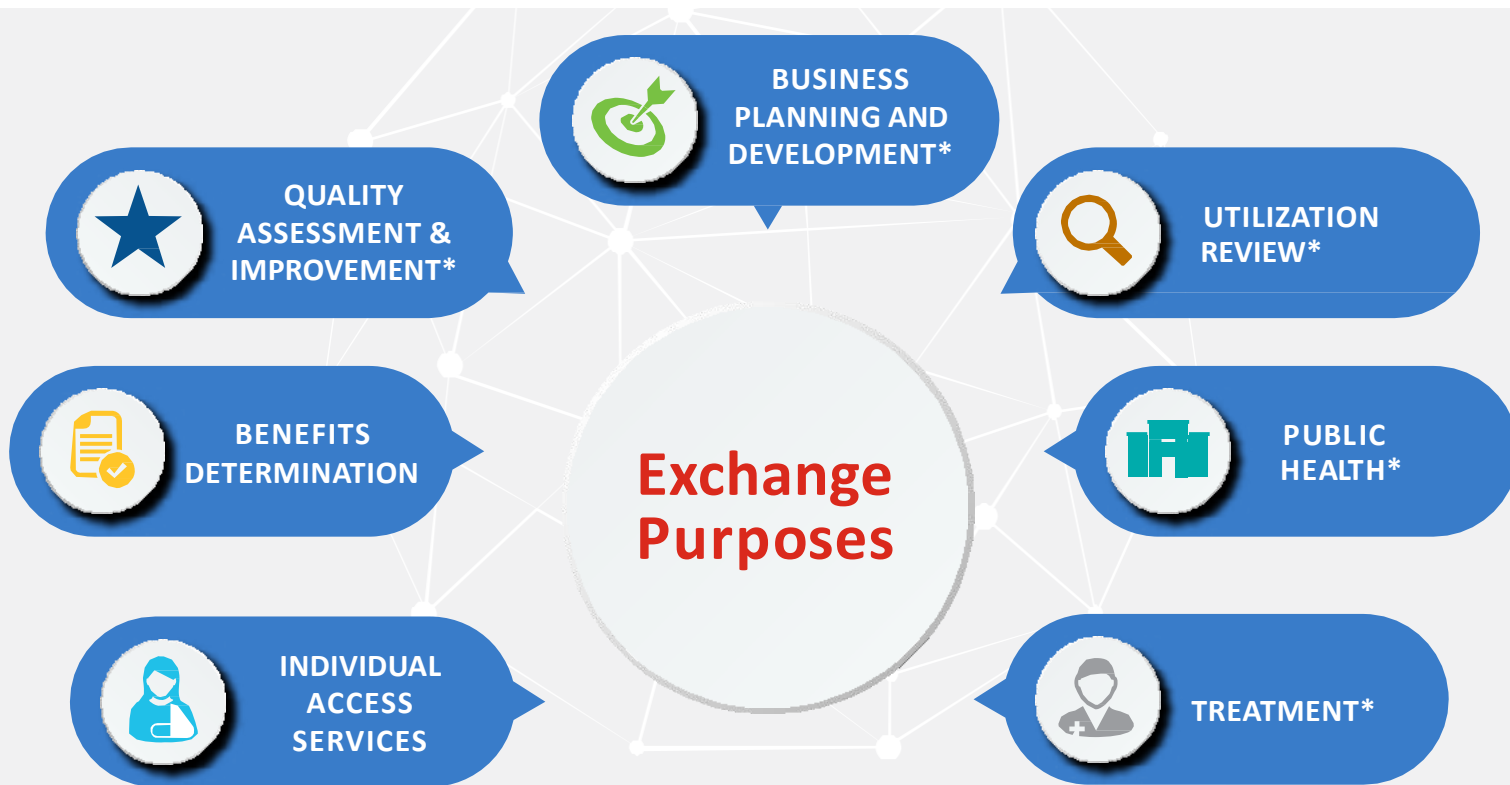 BUSINESS
PLANNING AND
DEVELOPMENT*
QUALITY
ASSESSMENT &
IMPROVEMENT*
UTILIZATION
REVIEW*
BENEFITS
DETERMINATION
Exchange
Purposes
PUBLIC
HEALTH*
INDIVIDUAL
ACCESS
SERVICES
TREATMENT*